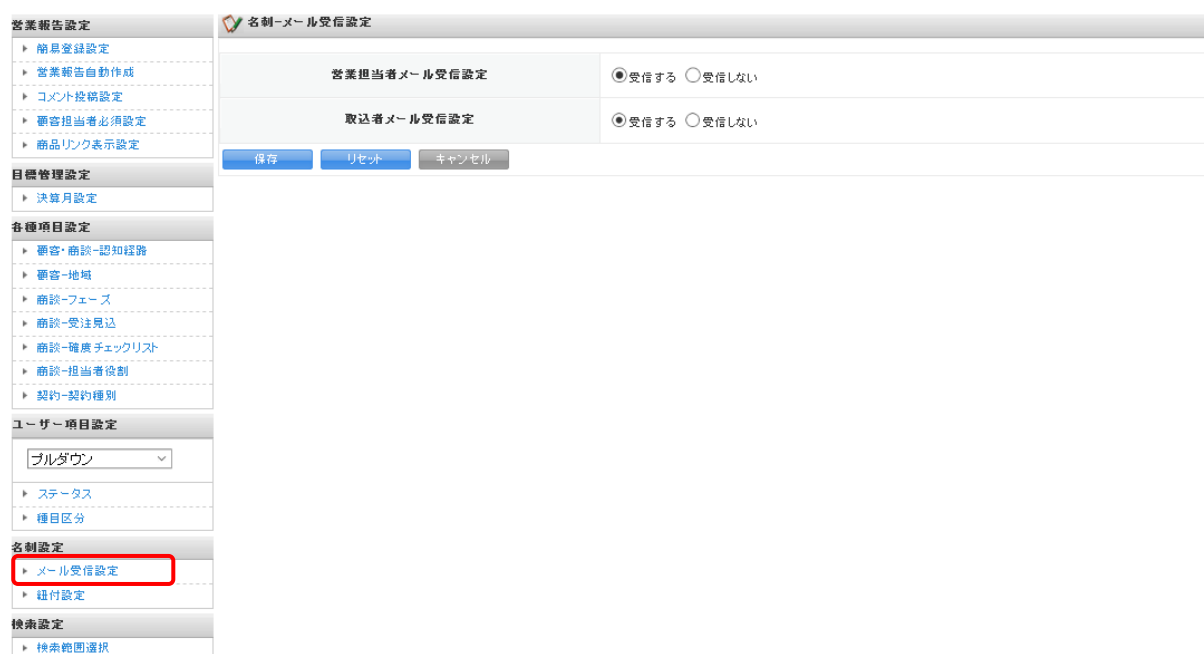 営業報告設定
簡易登録設定
営業報告自動作成
コメント投稿設定
顧客担当者必須設定
商品リンク表示設定
目標管理設定
決算月設定
各種項目設定
顧客・商談-認知経路
顧客-地域
商談-フェーズ
商談-受注見込
商談-確度チェックリスト
商談-担当者役割
契約-契約種別
ユーザー項目設定
プルダウン
ステータス
種目区分
名刺設定
メール受信設定
紐付設定
検索設定
検索範囲選択
名刺-メール受信設定
営業担当者メール受信設定 受信する 受信しない
取込者メール受信設定 受信する 受信しない
保存 リセット キャンセル